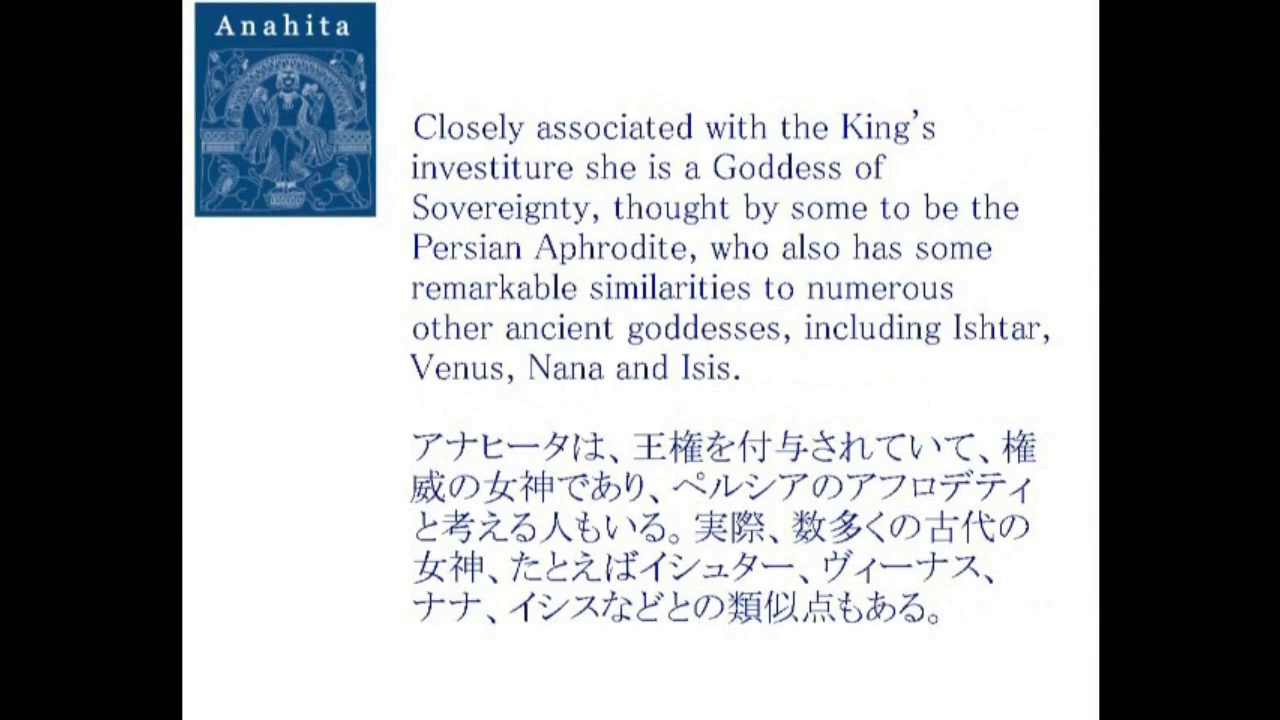 Anahita
Closely associated with the King's
investiture she is a Goddess of
Sovereignty, thought by some to be the
Persian Aphrodite, who also has some
remarkable similarities to numerous
other ancient goddesses, including Ishtar,
Venus, Nana and Isis.
アナヒータは、王権を付与されていて、権
威の女神であり、ペルシアのアフロデティ
と考える人もいる。実際、数多くの古代の
女神、たとえばイシュター、ヴィーナス、
ナナ、イシスなどとの類似点もある。